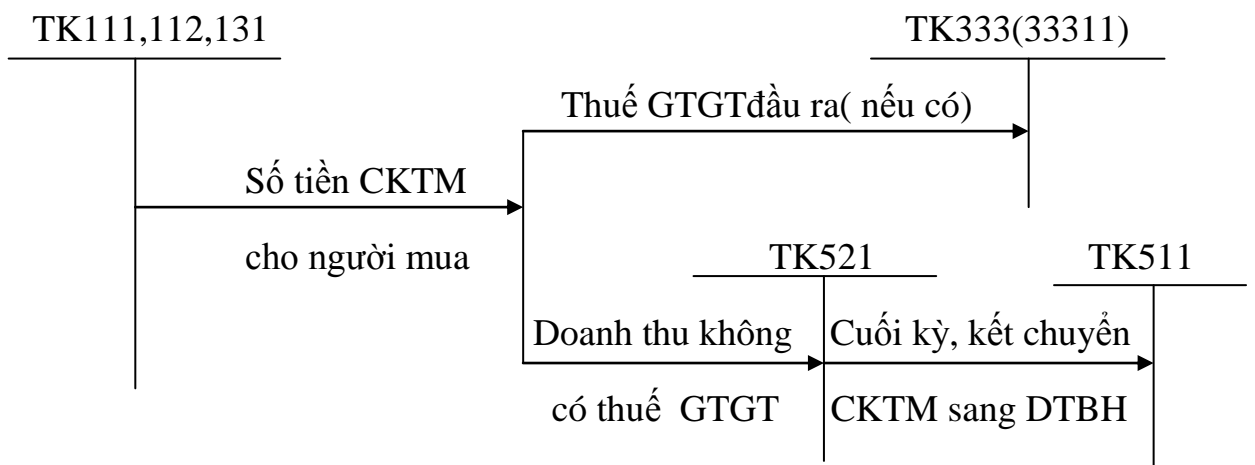 TK111,112,131
TK333(33311)
Thuế GTGTđầu ra( nếu có)
Số tiền CKTM
cho người mua
TK521
TK511
Doanh thu không
Cuối kỳ, kết chuyển
có thuế GTGT
CKTM sang DTBH